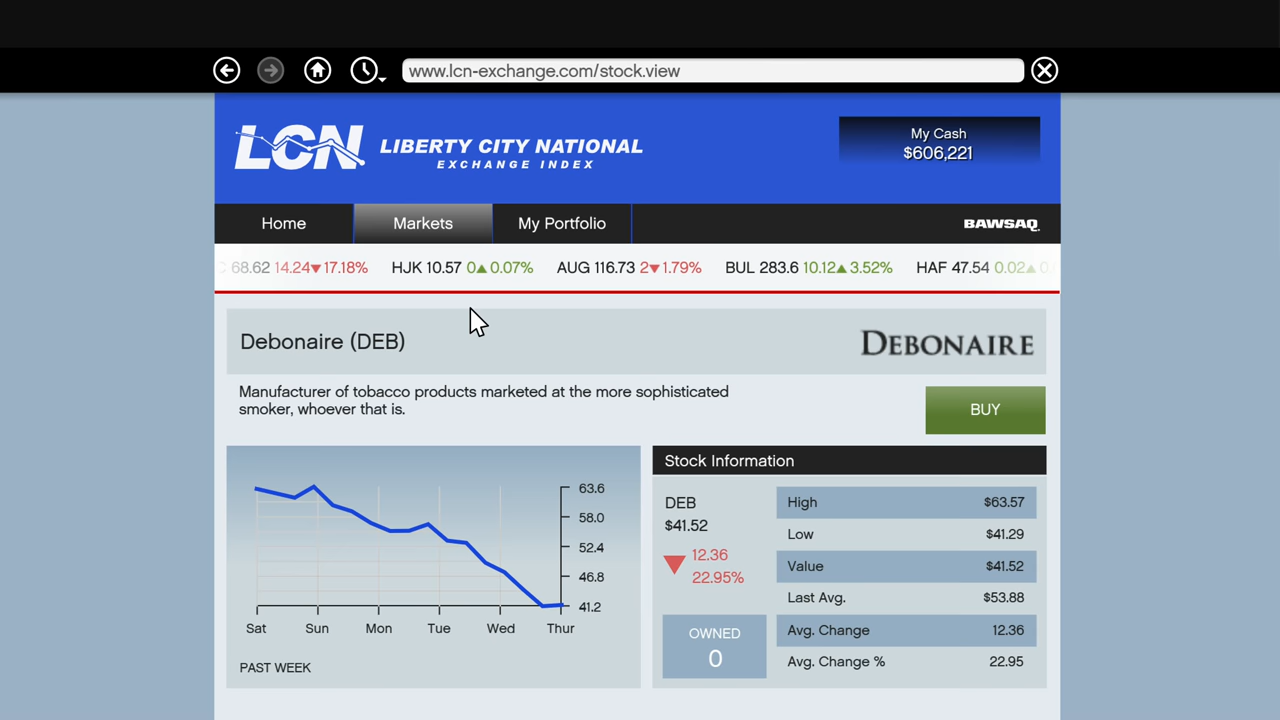 www.lcn-exchange.com/stock.view
LCN LIBERTY CITY NATIONAL
EXCHANGE INDEX
My Cash
$606,221
Home Markets My Portfolio BAWSAQ
68.62 14.24▼17.18% HJK 10.57 0▲0.07% AUG 116.73 2▼1.79% BUL 283.6 10.12▲3.52% HAF 47.54 0.02▲
Debonaire (DEB) DEBONAIRE
Manufacturer of tobacco products marketed at the more sophisticated
smoker, whoever that is.
BUY
63.6
58.0
52.4
46.8
41.2
Sat Sun Mon Tue Wed Thur
PAST WEEK
Stock Information
DEB
$41.52
12.36
22.95%
OWNED
0
High $63.57
Low $41.29
Value $41.52
Last Avg. $53.88
Avg. Change 12.36
Avg. Change % 22.95